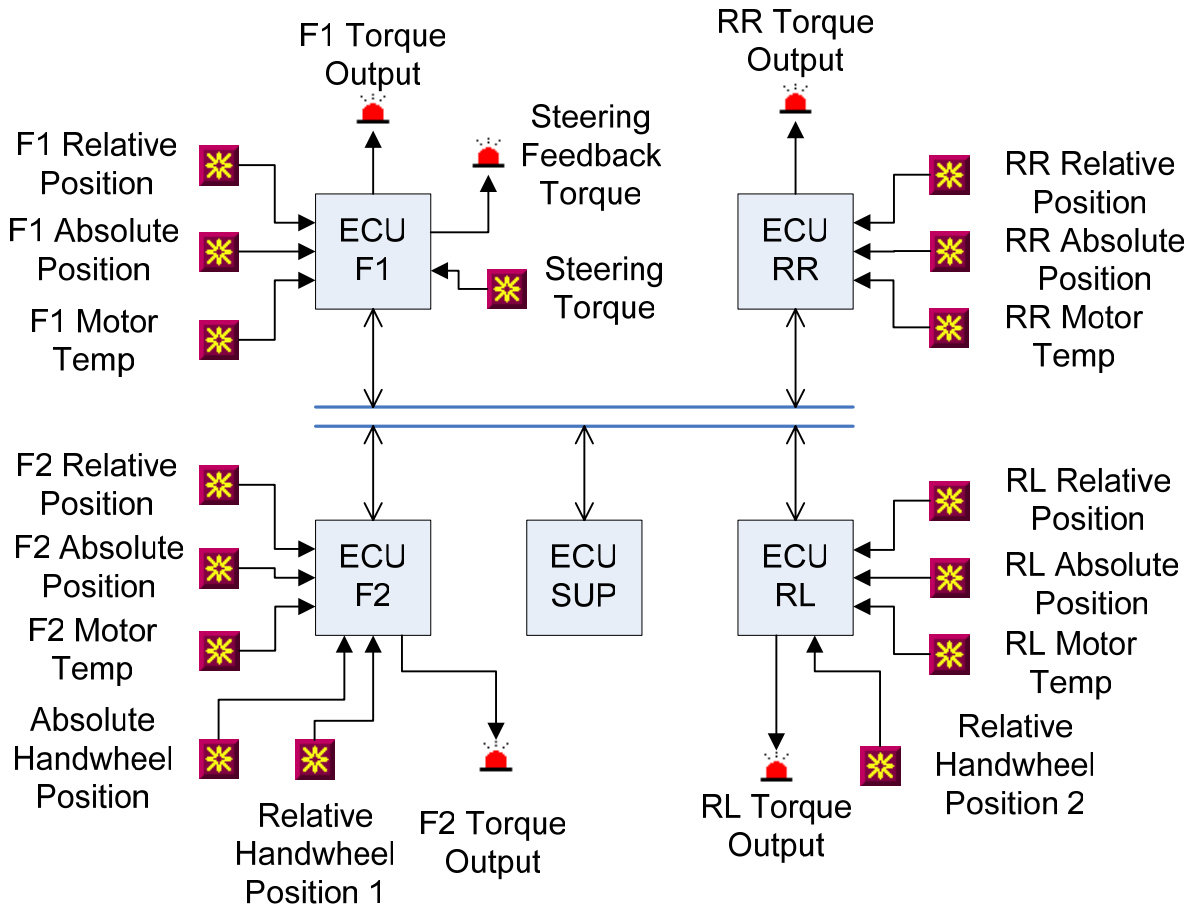 F1 Torque
Output
RR Torque
Output
Steering
Feedback
Torque
F1 Relative
Position
F1 Absolute
Position
F1 Motor
Temp
ECU
F1
Steering
Torque
ECU
RR
RR Relative
Position
RR Absolute
Position
RR Motor
Temp
F2 Relative
Position
F2 Absolute
Position
F2 Motor
Temp
ECU
F2
ECU
SUP
ECU
RL
RL Relative
Position
RL Absolute
Position
RL Motor
Temp
Absolute
Handwheel
Position
Relative
Handwheel
Position 1
F2 Torque
Output
RL Torque
Output
Relative
Handwheel
Position 2